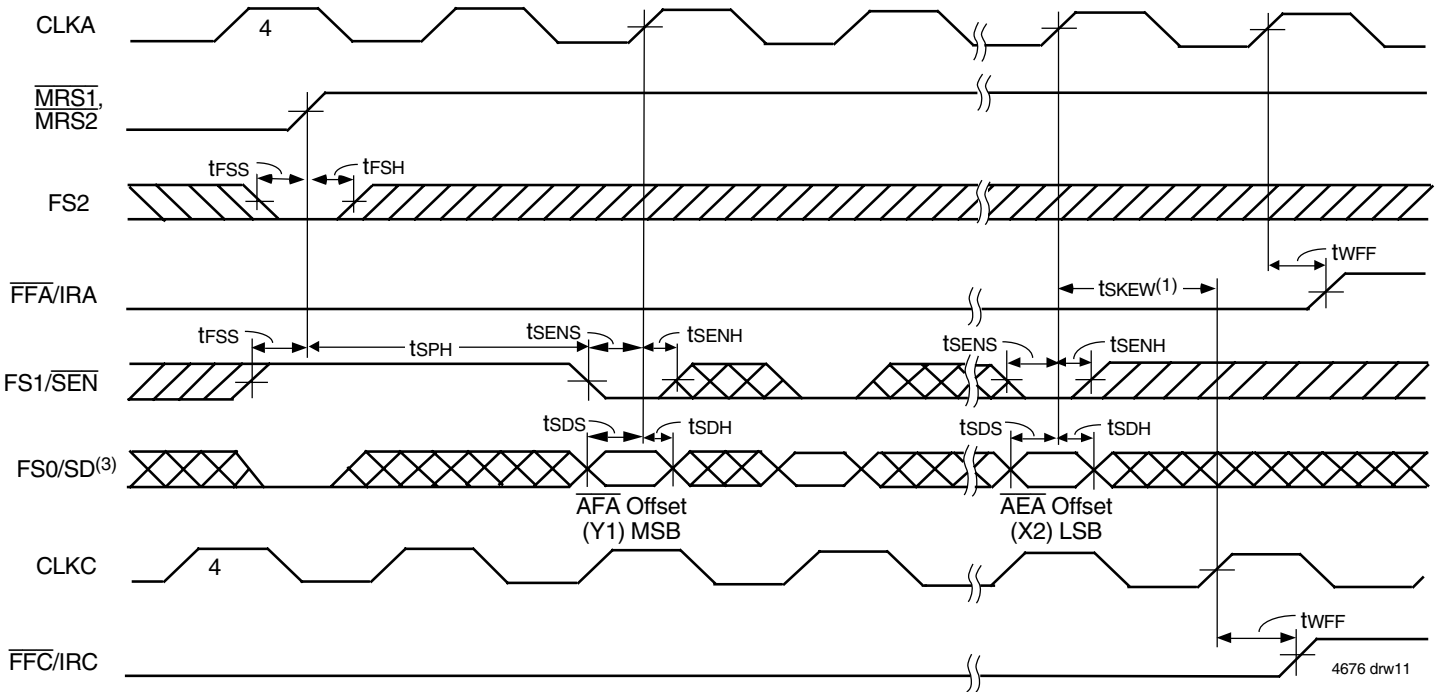 CLKA
4
MRS1,
MRS2
tFSS
tFSH
FS2
tWFF
FFA/IRA
tSKEW(1)
tFSS
tSPH
tSENS
tSENH
tSENS
tSENH
FS1/SEN
tSDS
tSDH
tSDS
tSDH
FS0/SD(3)
AFA Offset
(Y1) MSB
AEA Offset
(X2) LSB
CLKC
4
tWFF
FFC/IRC
4676 drw11